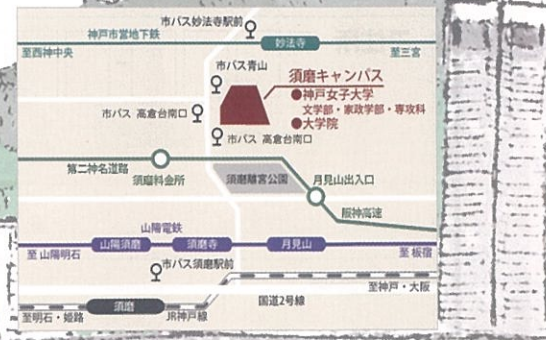 市バス妙法寺駅前
神戸市営地下鉄
妙法寺
至西神中央
至三宮
市バス青山
須磨キャンパス
●神戸女子大学
文学部・家政学部・専攻科
●大学院
市バス 高倉台南口
市バス 高倉台南口
第二神名道路
須磨料金所
須磨離宮公園
月見山出入口
阪神高速
山陽電鉄
山陽須磨
須磨寺
月見山
至 山陽明石
至 板宿
市バス須磨駅前
至神戸・大阪
須磨
国道2号線
至明石・姫路
JR神戸線